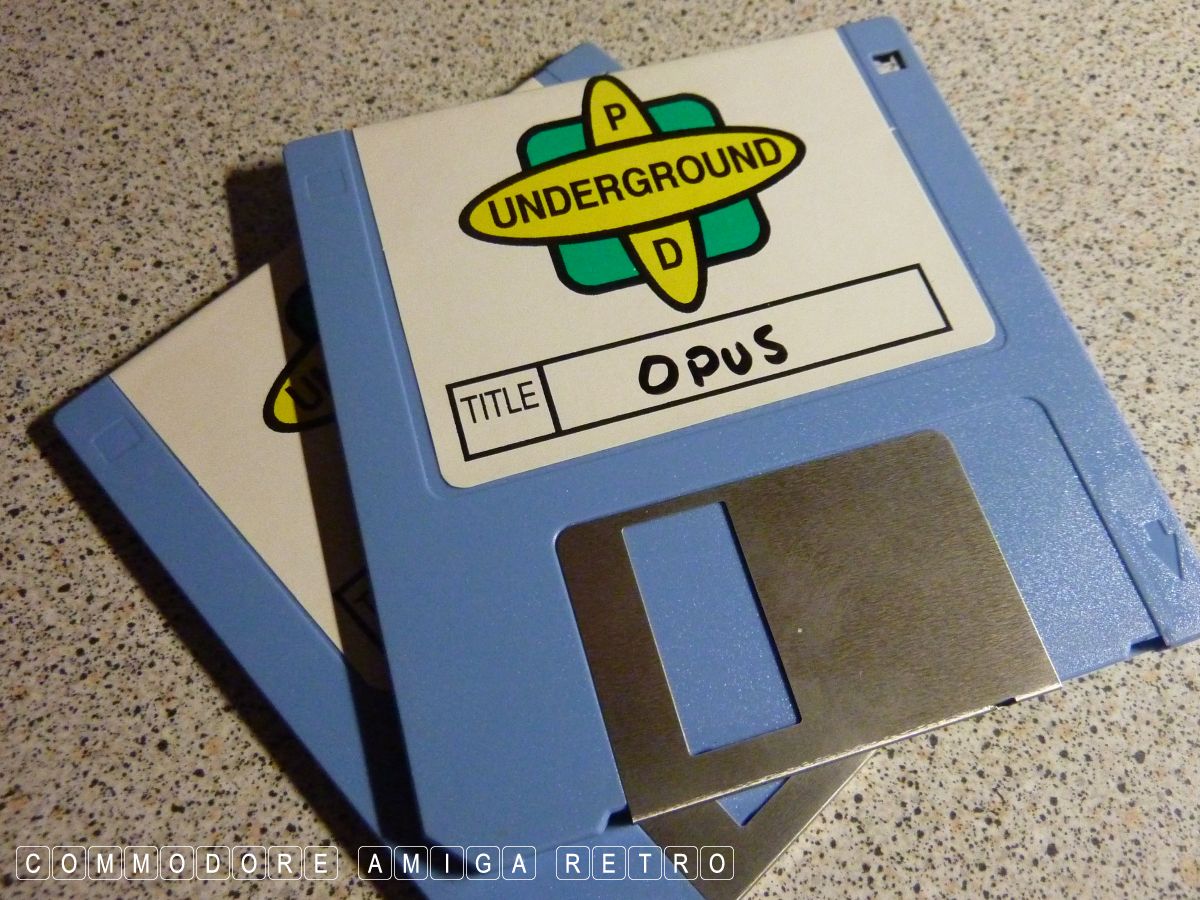 P
UNDERGROUND
D
TITLE OPUS
COMMODORE AMIGA RETRO